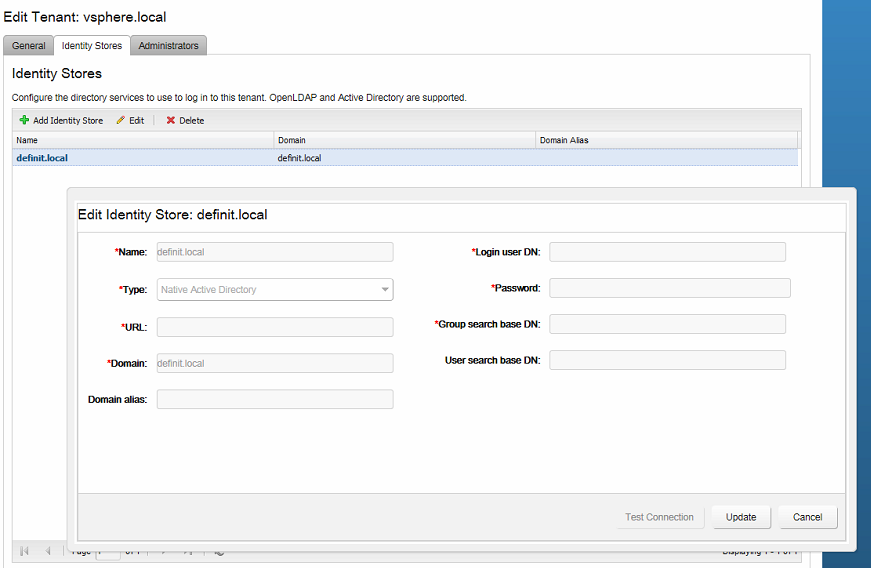 Edit Tenant: vsphere.local
General Identity Stores Administrators
Identity Stores
Configure the directory services to use to log in to this tenant. OpenLDAP and Active Directory are supported.
Add Identity Store Edit Delete
Name Domain Domain Alias
definit.local definit.local
Edit Identity Store: definit.local
*Name: definit.local
*Type: Native Active Directory
*URL:
*Domain: definit.local
Domain alias:
*Login user DN:
*Password:
*Group search base DN:
User search base DN:
Test Connection Update Cancel
Page